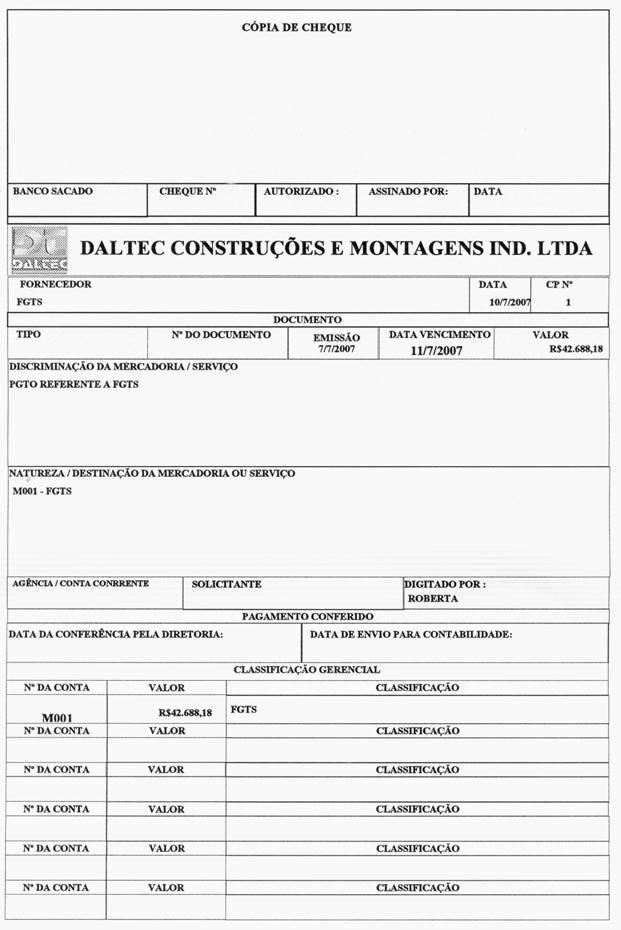 CÓPIA DE CHEQUE
BANCO SACADO CHEQUE Nº AUTORIZADO : ASSINADO POR: DATA
DALTEC
DALTEC CONSTRUÇÕES E MONTAGENS IND. LTDA
FORNECEDOR DATA CP Nº
FGTS 10/7/2007 1
DOCUMENTO
TIPO Nº DO DOCUMENTO EMISSÃO DATA VENCIMENTO VALOR
7/7/2007 11/7/2007 R$42.688,18
DISCRIMINAÇÃO DA MERCADORIA / SERVIÇO
PGTO REFERENTE A FGTS
NATUREZA / DESTINAÇÃO DA MERCADORIA OU SERVIÇO
M001 - FGTS
AGÊNCIA / CONTA CONRRENTE SOLICITANTE DIGITADO POR :
ROBERTA
PAGAMENTO CONFERIDO
DATA DA CONFERÊNCIA PELA DIRETORIA: DATA DE ENVIO PARA CONTABILIDADE:
CLASSIFICAÇÃO GERENCIAL
Nº DA CONTA VALOR CLASSIFICAÇÃO
M001 R$42.688,18 FGTS
Nº DA CONTA VALOR CLASSIFICAÇÃO
Nº DA CONTA VALOR CLASSIFICAÇÃO
Nº DA CONTA VALOR CLASSIFICAÇÃO
Nº DA CONTA VALOR CLASSIFICAÇÃO
Nº DA CONTA VALOR CLASSIFICAÇÃO